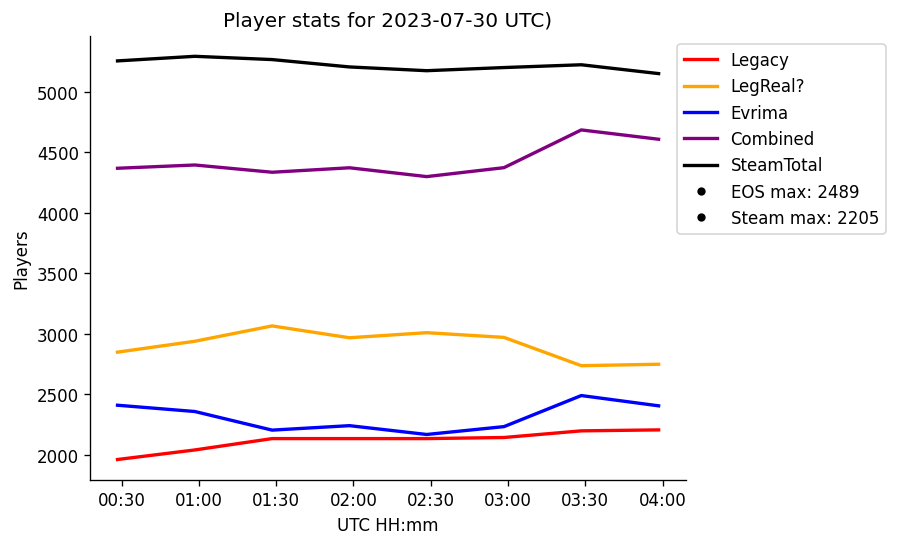 Player stats for 2023-07-30 UTC)
Legacy
LegReal?
Evrima
Combined
SteamTotal
EOS max: 2489
Steam max: 2205
Players
5000
4500
4000
3500
3000
2500
2000
00:30 01:00 01:30 02:00 02:30 03:00 03:30 04:00
UTC HH:mm